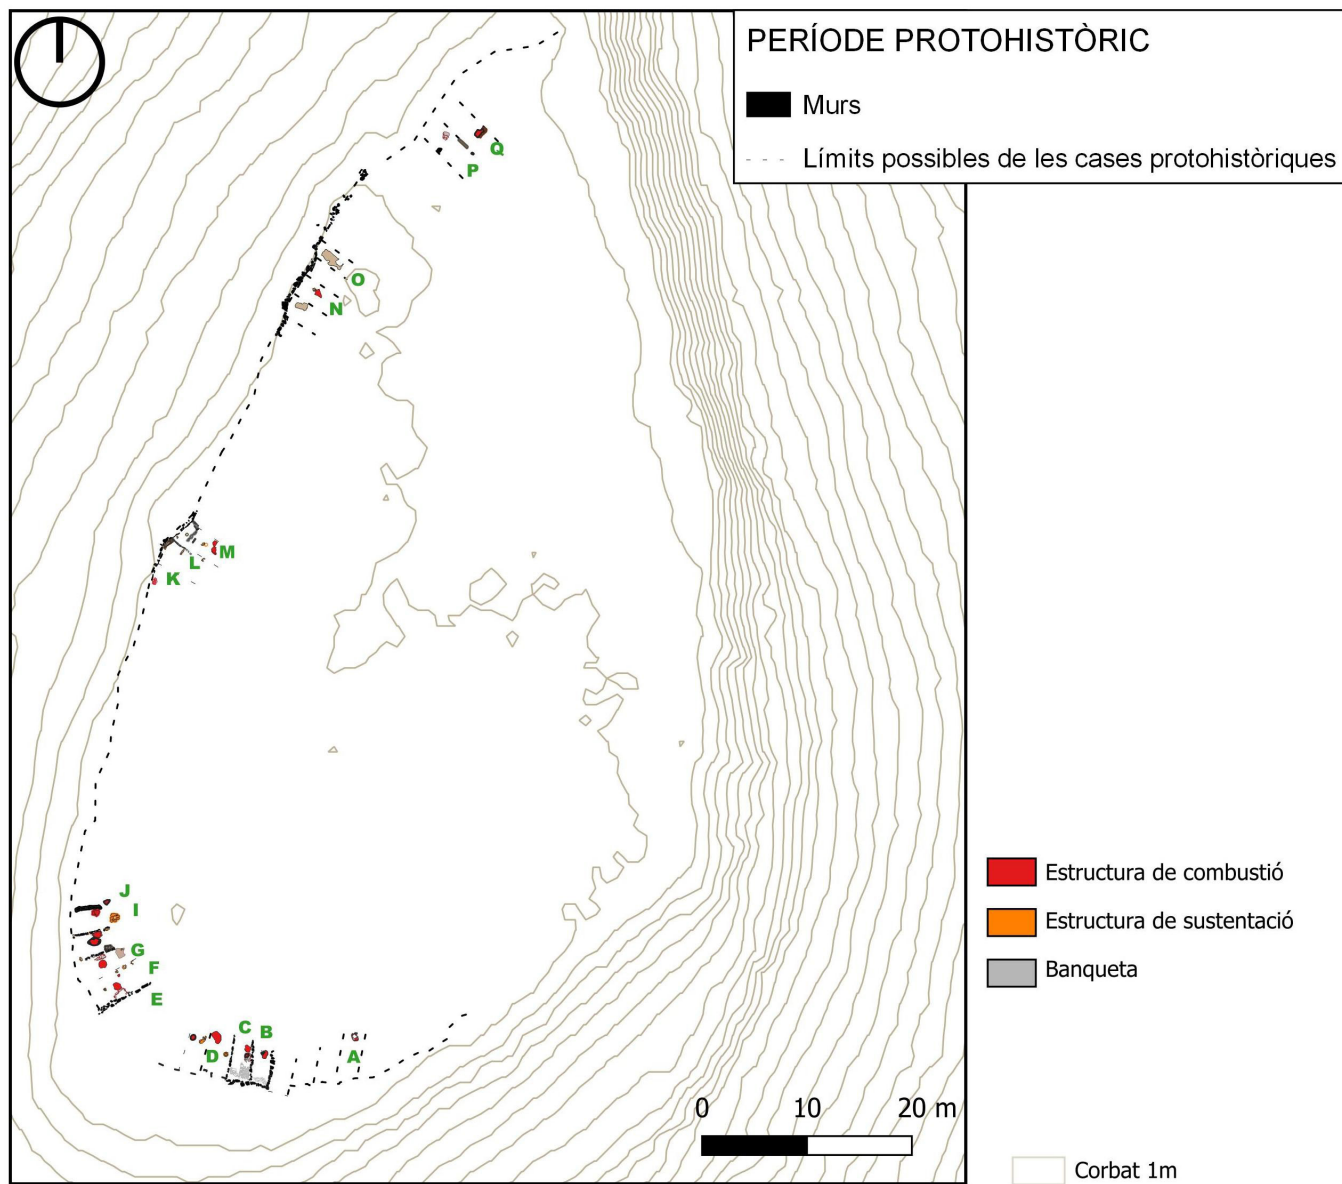 PERÍODE PROTOHISTÒRIC
Murs
Límits possibles de les cases protohistòriques
Q
P
O
N
M
L
K
J
I
G
F
E
C
B
D
A
0 10 20 m
Estructura de combustió
Estructura de sustentació
Banqueta
Corbat 1m